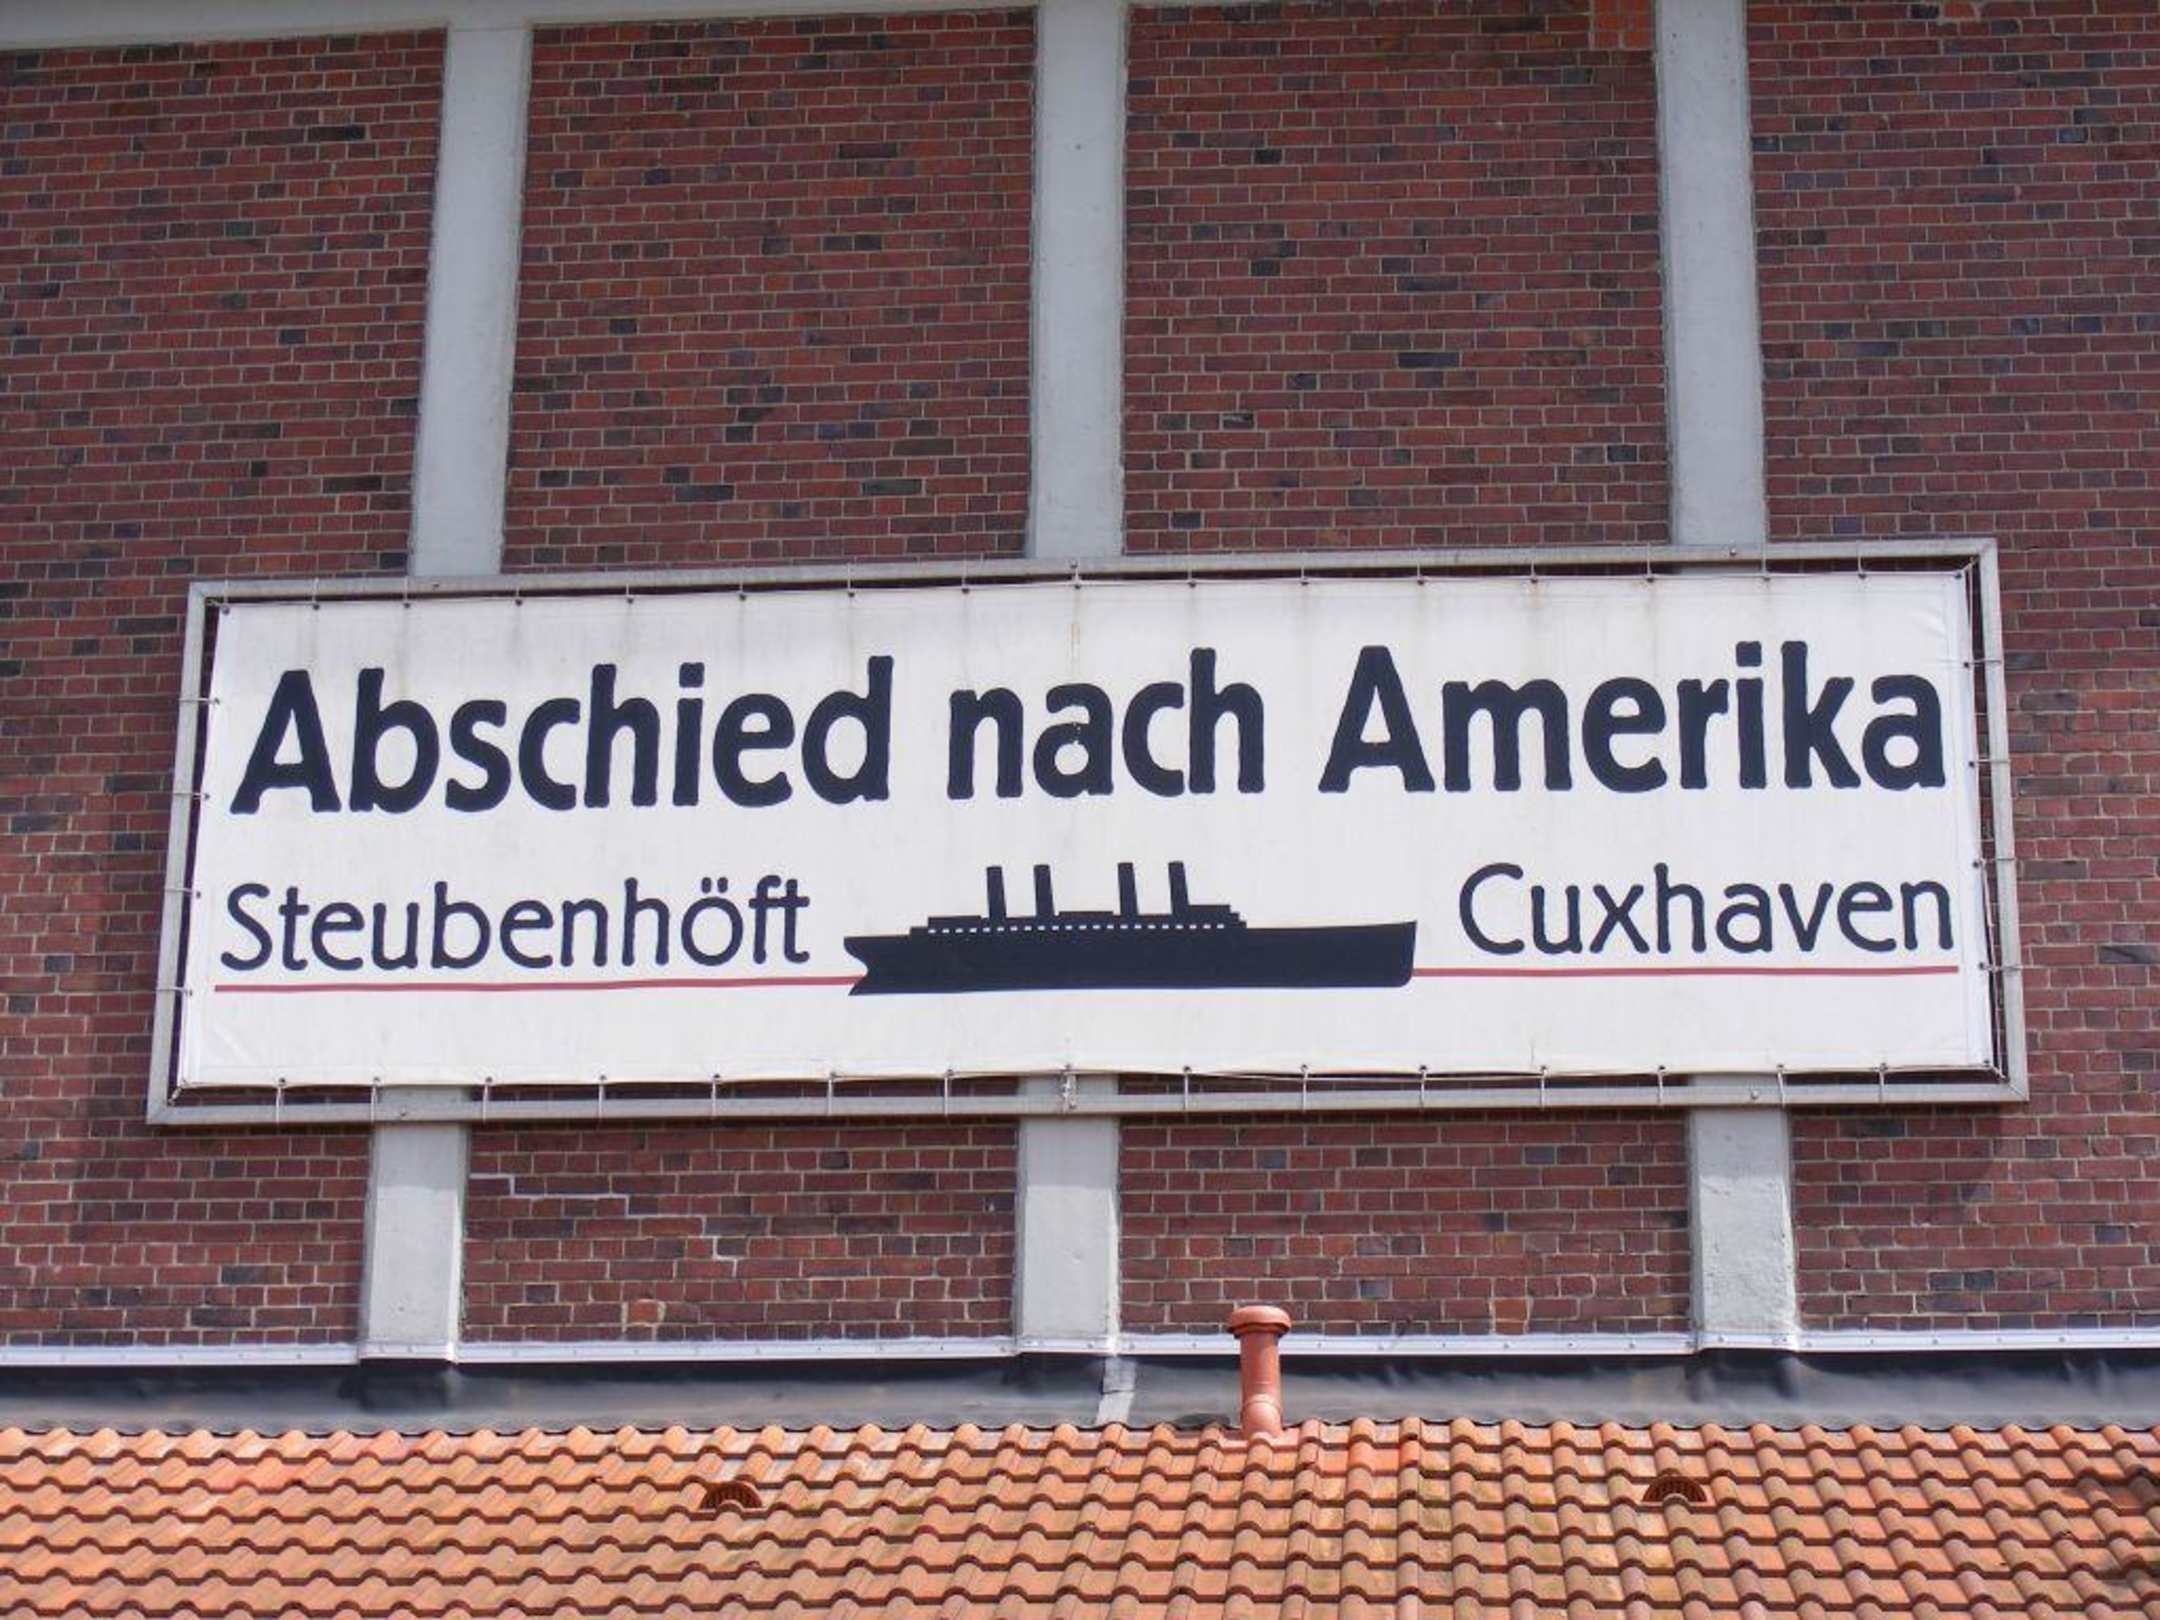 Abschied nach Amerika
Steubenhöft Cuxhaven